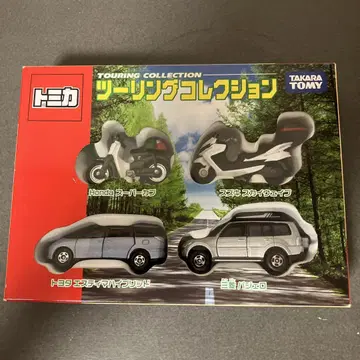 TOURING COLLECTION
トミカ
ツーリングコレクション
TAKARA
TOMY
Honda スーパーカブ
スズキ スカイウェイブ
トヨタ エスティマハイブリッド
三菱 パジェロ